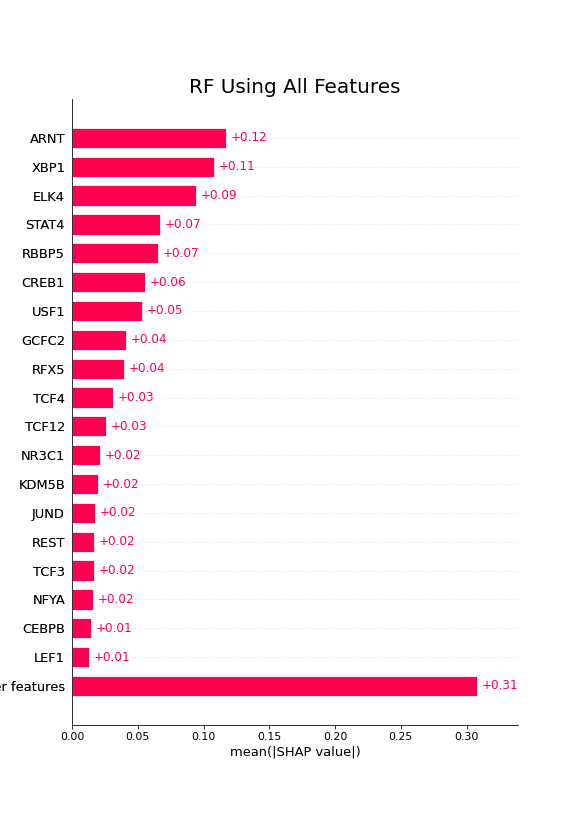 RF Using All Features
ARNT +0.12
XBP1 +0.11
ELK4 +0.09
STAT4 +0.07
RBBP5 +0.07
CREB1 +0.06
USF1 +0.05
GCFC2 +0.04
RFX5 +0.04
TCF4 +0.03
TCF12 +0.03
NR3C1 +0.02
KDM5B +0.02
JUND +0.02
REST +0.02
TCF3 +0.02
NFYA +0.02
CEBPB +0.01
LEF1 +0.01
features +0.31
0.00 0.05 0.10 0.15 0.20 0.25 0.30
mean(|SHAP value|)